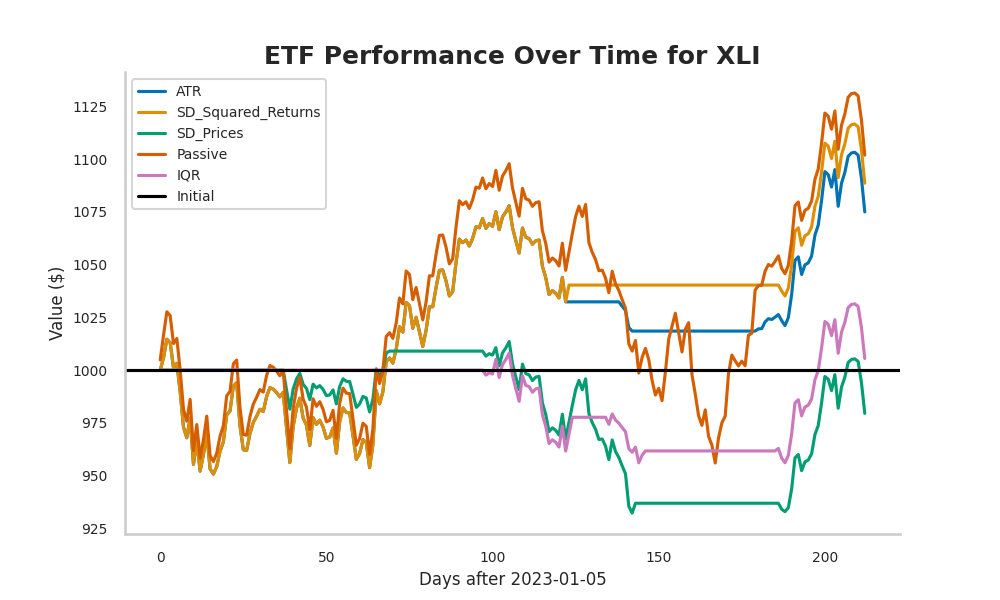 ETF Performance Over Time for XLI
ATR
SD_Squared_Returns
SD_Prices
Passive
IQR
Initial
1125
1100
1075
1050
1025
1000
975
950
925
Value ($)
0 50 100 150 200
Days after 2023-01-05